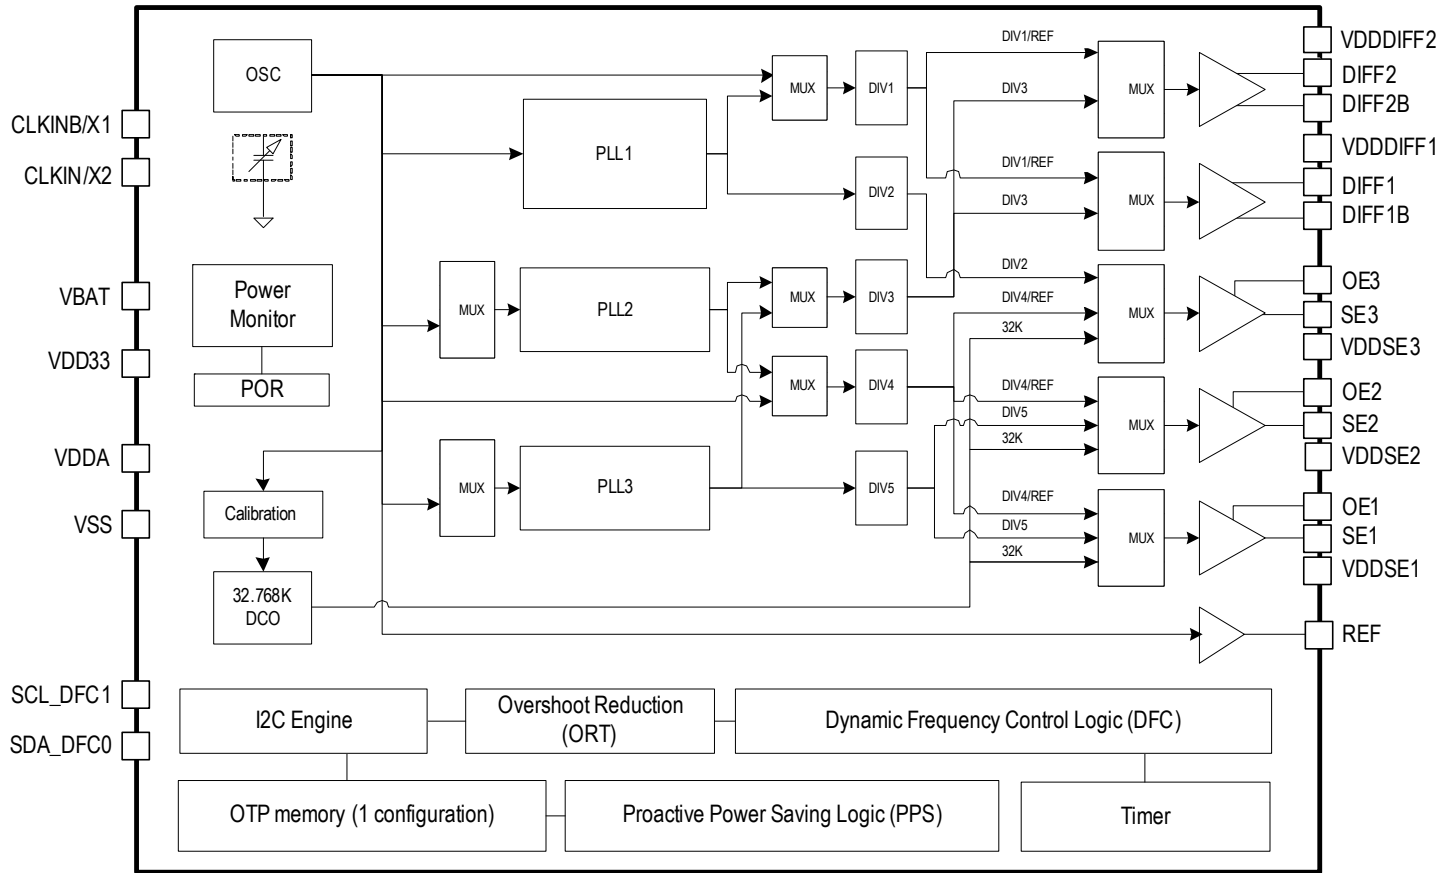 OSC
CLKINB/X1
CLKIN/X2
VBAT
VDD33
VDDA
VSS
SCL_DFC1
SDA_DFC0
Power
Monitor
POR
Calibration
32.768K
DCO
PLL1
MUX
PLL2
MUX
PLL3
MUX
DIV1
DIV2
MUX
DIV3
MUX
DIV4
DIV5
DIV1/REF
DIV3
MUX
DIV1/REF
DIV3
MUX
DIV2
DIV4/REF
32K
MUX
DIV4/REF
DIV5
32K
MUX
DIV4/REF
DIV5
32K
MUX
VDDDIFF2
DIFF2
DIFF2B
VDDDIFF1
DIFF1
DIFF1B
OE3
SE3
VDDSE3
OE2
SE2
VDDSE2
OE1
SE1
VDDSE1
REF
I2C Engine
Overshoot Reduction
(ORT)
Dynamic Frequency Control Logic (DFC)
OTP memory (1 configuration)
Proactive Power Saving Logic (PPS)
Timer